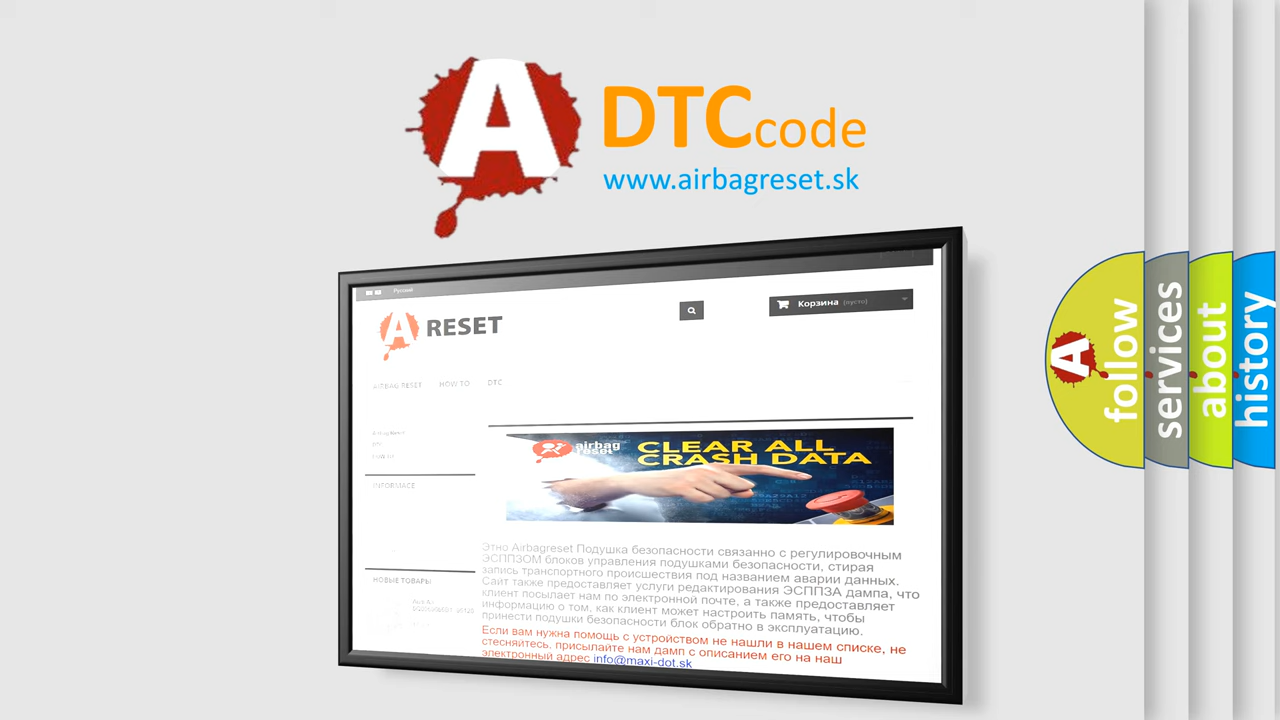 A
DTCcode
www.airbagreset.sk
Русский
A RESET
Корзина (пусто)
AIRBAG RESET HOW TO DTC
Airbag Reset
DTC
INFORMACE
airbag reset
CLEAR ALL
CRASH DATA
Этно Airbagreset Подушка безопасности связанно с регулировочным
ЭСППЗОМ блоков управления подушками безопасности, стирая
запись транспортного происшествия под названием аварии данных.
Сайт также предоставляет услуги редактирования ЭСППЗА дампа, что
клиент посылает нам по электронной почте, а также предоставляет
информацию о том, как клиент может настроить память, чтобы
принести подушки безопасности блок обратно в эксплуатацию.
Если вам нужна помощь с устройством не нашли в нашем списке, не
стесняйтесь, присылайте нам дамп с описанием его на наш
электронный адрес info@maxi-dot.sk
НОВЫЕ ТОВАРЫ
A
follow
services
about
history